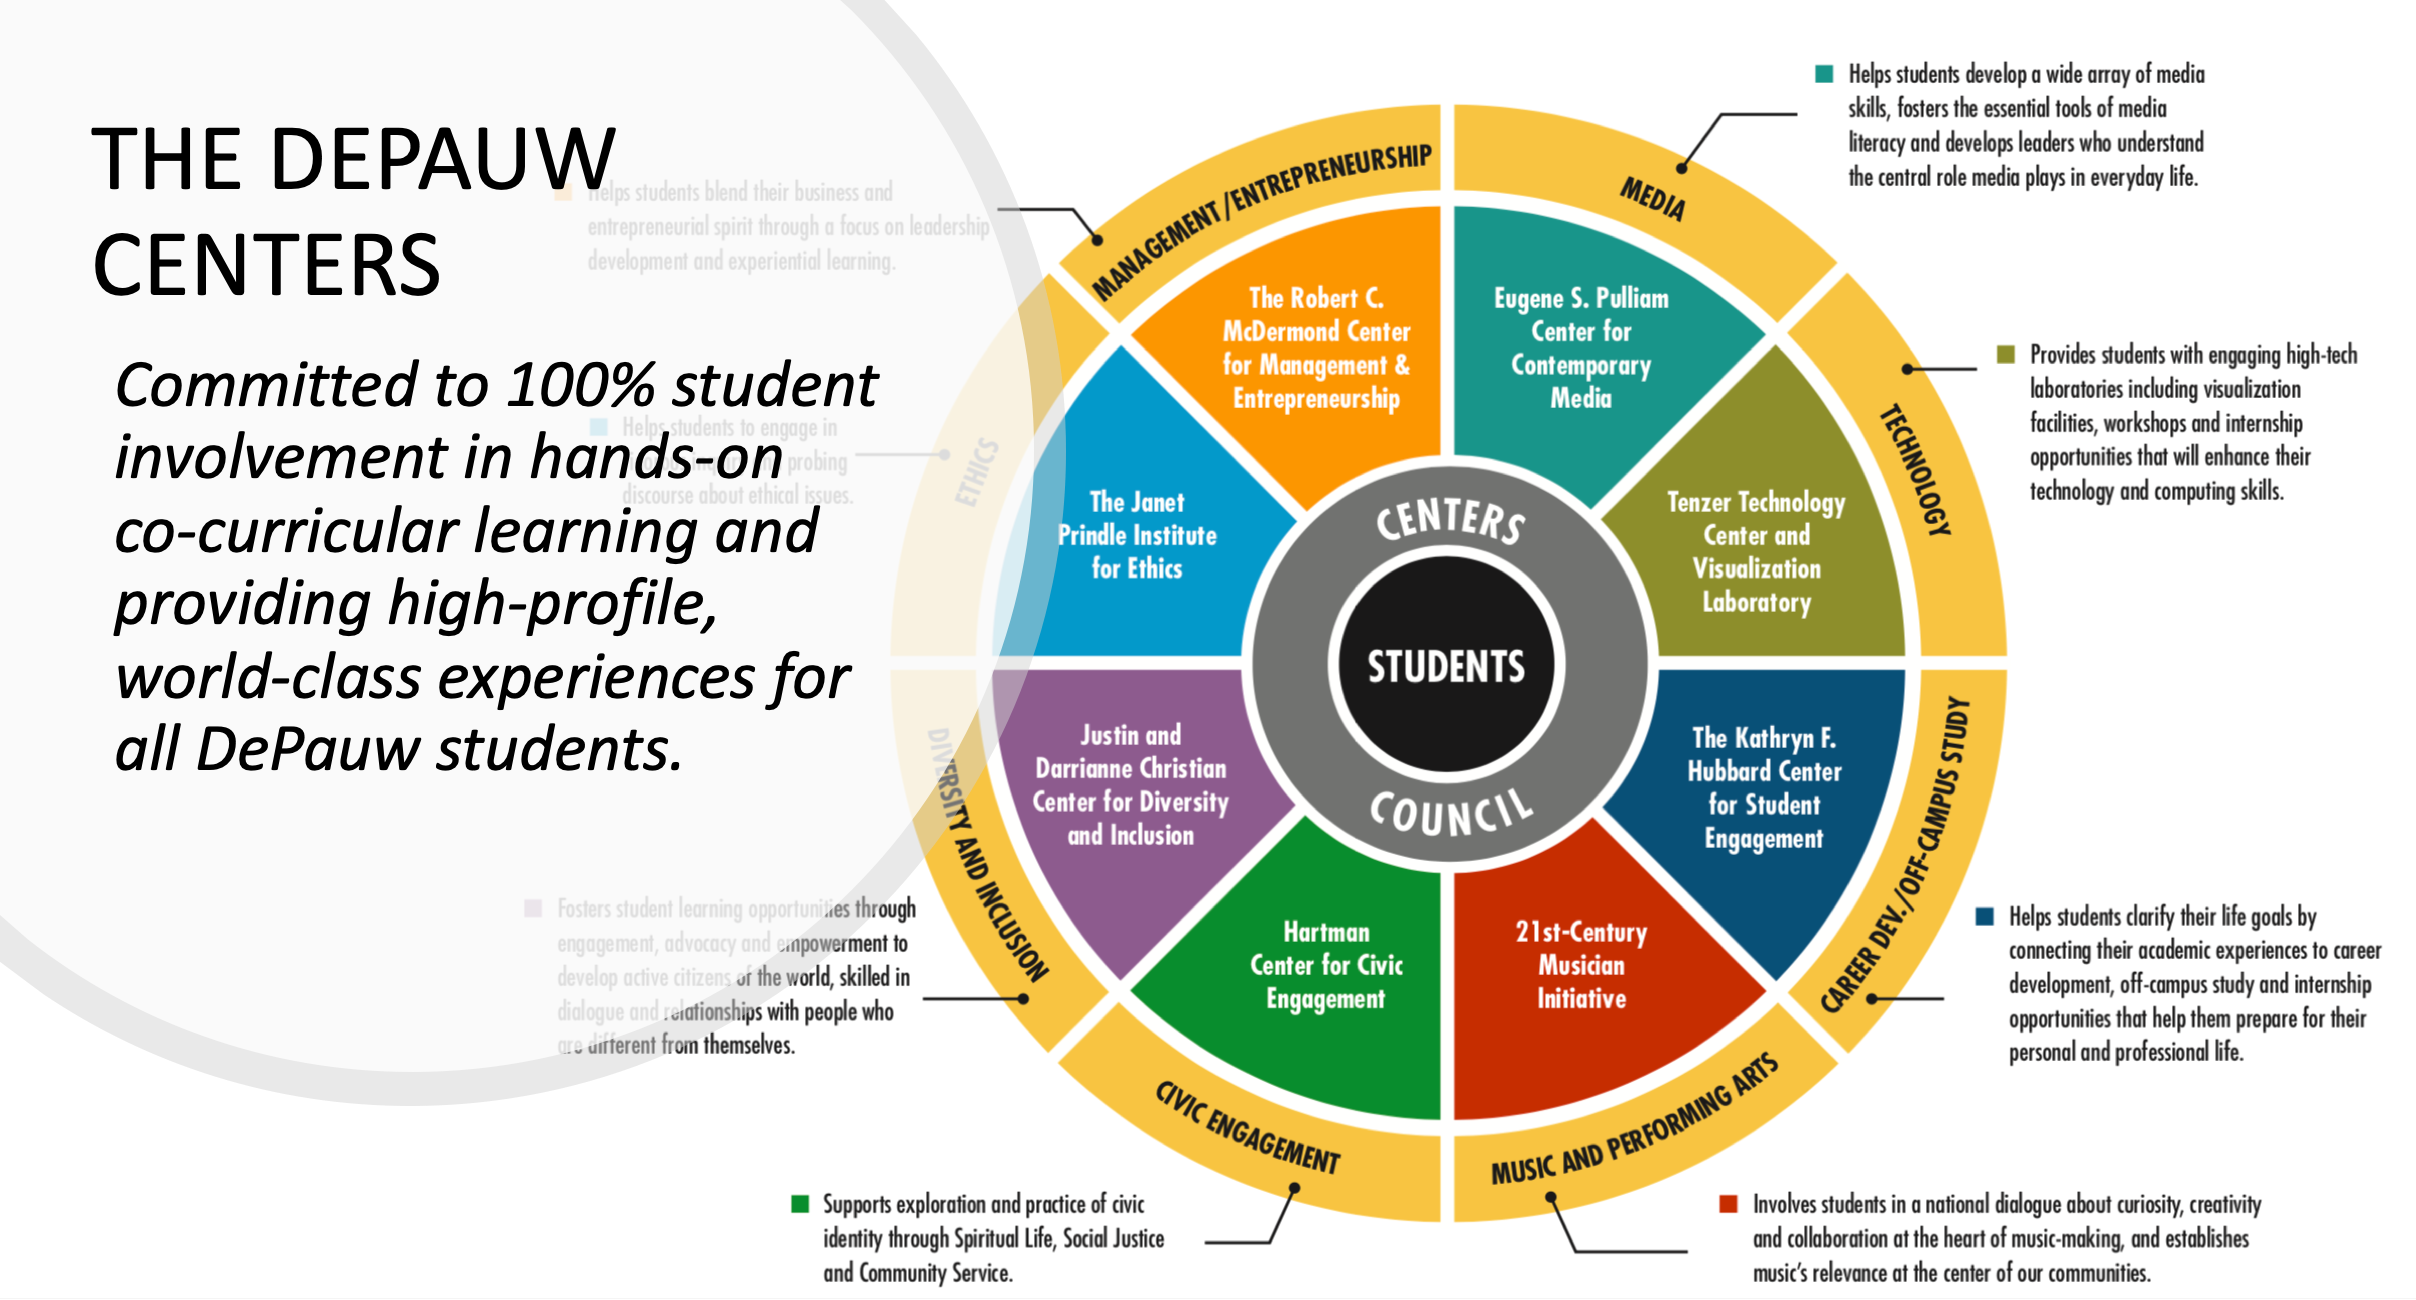 THE DEPAUW
CENTERS
Committed to 100% student
involvement in hands-on
co-curricular learning and
providing high-profile,
world-class experiences for
all DePauw students.
Helps students blend their business and
entrepreneurial spirit through a focus on leadership
development and experiential learning.
Helps students to engage in
probing
discourse about ethical issues.
Fosters student learning opportunities through
engagement, advocacy and empowerment to
develop active citizens of the world, skilled in
dialogue and relationships with people who
are different from themselves.
Supports exploration and practice of civic
identity through Spiritual Life, Social Justice
and Community Service.
MANAGEMENT/ENTREPRENEURSHIP
MEDIA
TECHNOLOGY
CAREER DEV./OFF-CAMPUS STUDY
MUSIC AND PERFORMING ARTS
CIVIC ENGAGEMENT
DIVERSITY AND INCLUSION
ETHICS
The Robert C.
McDermond Center
for Management &
Entrepreneurship
Eugene S. Pulliam
Center for
Contemporary
Media
Tenzer Technology
Center and
Visualization
Laboratory
The Kathryn F.
Hubbard Center
for Student
Engagement
21st-Century
Musician
Initiative
Hartman
Center for Civic
Engagement
Justin and
Darrianne Christian
Center for Diversity
and Inclusion
The Janet
Prindle Institute
for Ethics
CENTERS
STUDENTS
COUNCIL
Helps students develop a wide array of media
skills, fosters the essential tools of media
literacy and develops leaders who understand
the central role media plays in everyday life.
Provides students with engaging high-tech
laboratories including visualization
facilities, workshops and internship
opportunities that will enhance their
technology and computing skills.
Helps students clarify their life goals by
connecting their academic experiences to career
development, off-campus study and internship
opportunities that help them prepare for their
personal and professional life.
Involves students in a national dialogue about curiosity, creativity
and collaboration at the heart of music-making, and establishes
music's relevance at the center of our communities.